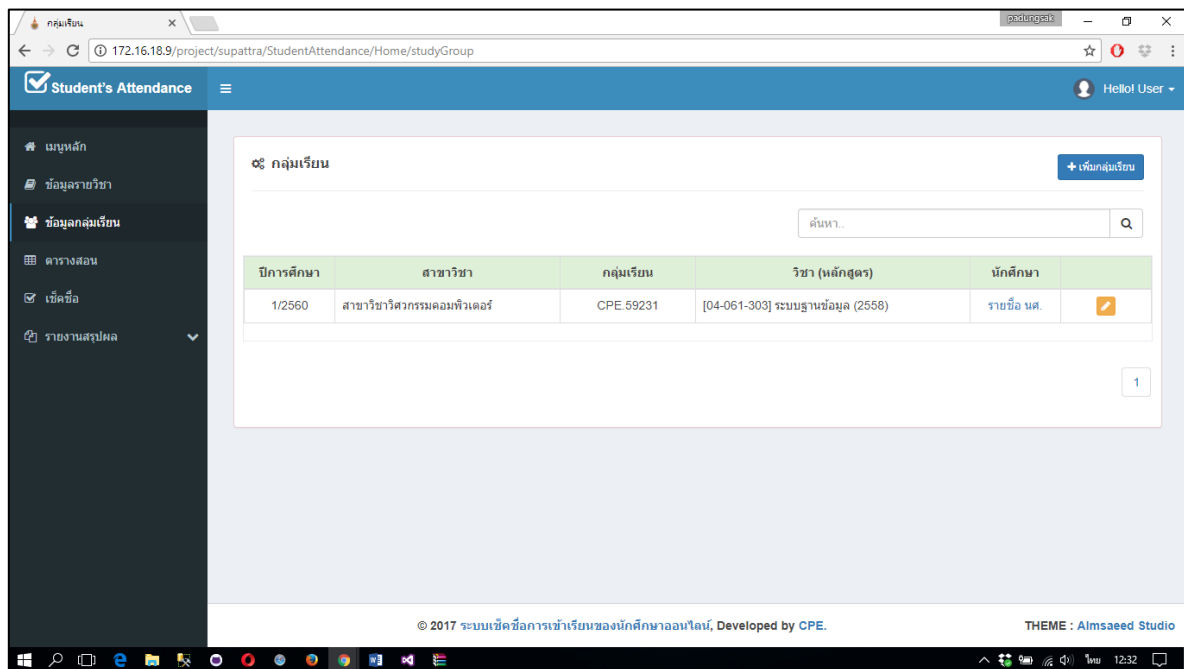 กลุ่มเรียน
padungsak
172.16.18.9/project/supattra/StudentAttendance/Home/studyGroup
Student's Attendance
Hello! User
เมนูหลัก
ข้อมูลรายวิชา
ข้อมูลกลุ่มเรียน
ตารางสอน
เช็คชื่อ
รายงานสรุปผล
กลุ่มเรียน
เพิ่มกลุ่มเรียน
ค้นหา..
ปีการศึกษา สาขาวิชา กลุ่มเรียน วิชา (หลักสูตร) นักศึกษา
1/2560 สาขาวิชาวิศวกรรมคอมพิวเตอร์ CPE.59231 [04-061-303] ระบบฐานข้อมูล (2558) รายชื่อ นศ.
1
© 2017 ระบบเช็คชื่อการเข้าเรียนของนักศึกษาออนไลน์, Developed by CPE.
THEME : Almsaeed Studio
ไทย 12:32